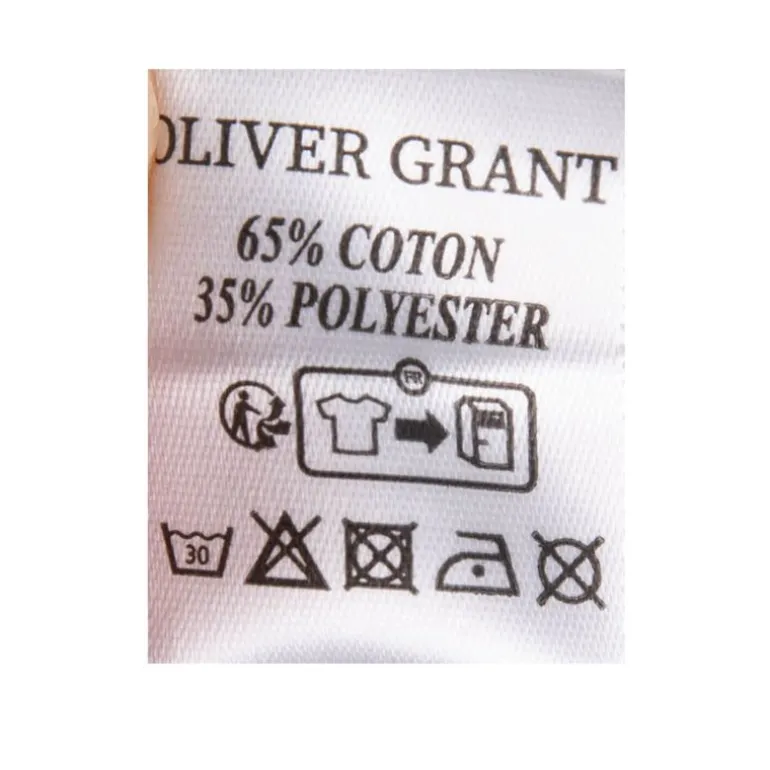 OLIVER GRANT
65% COTON
35% POLYESTER
FR
30